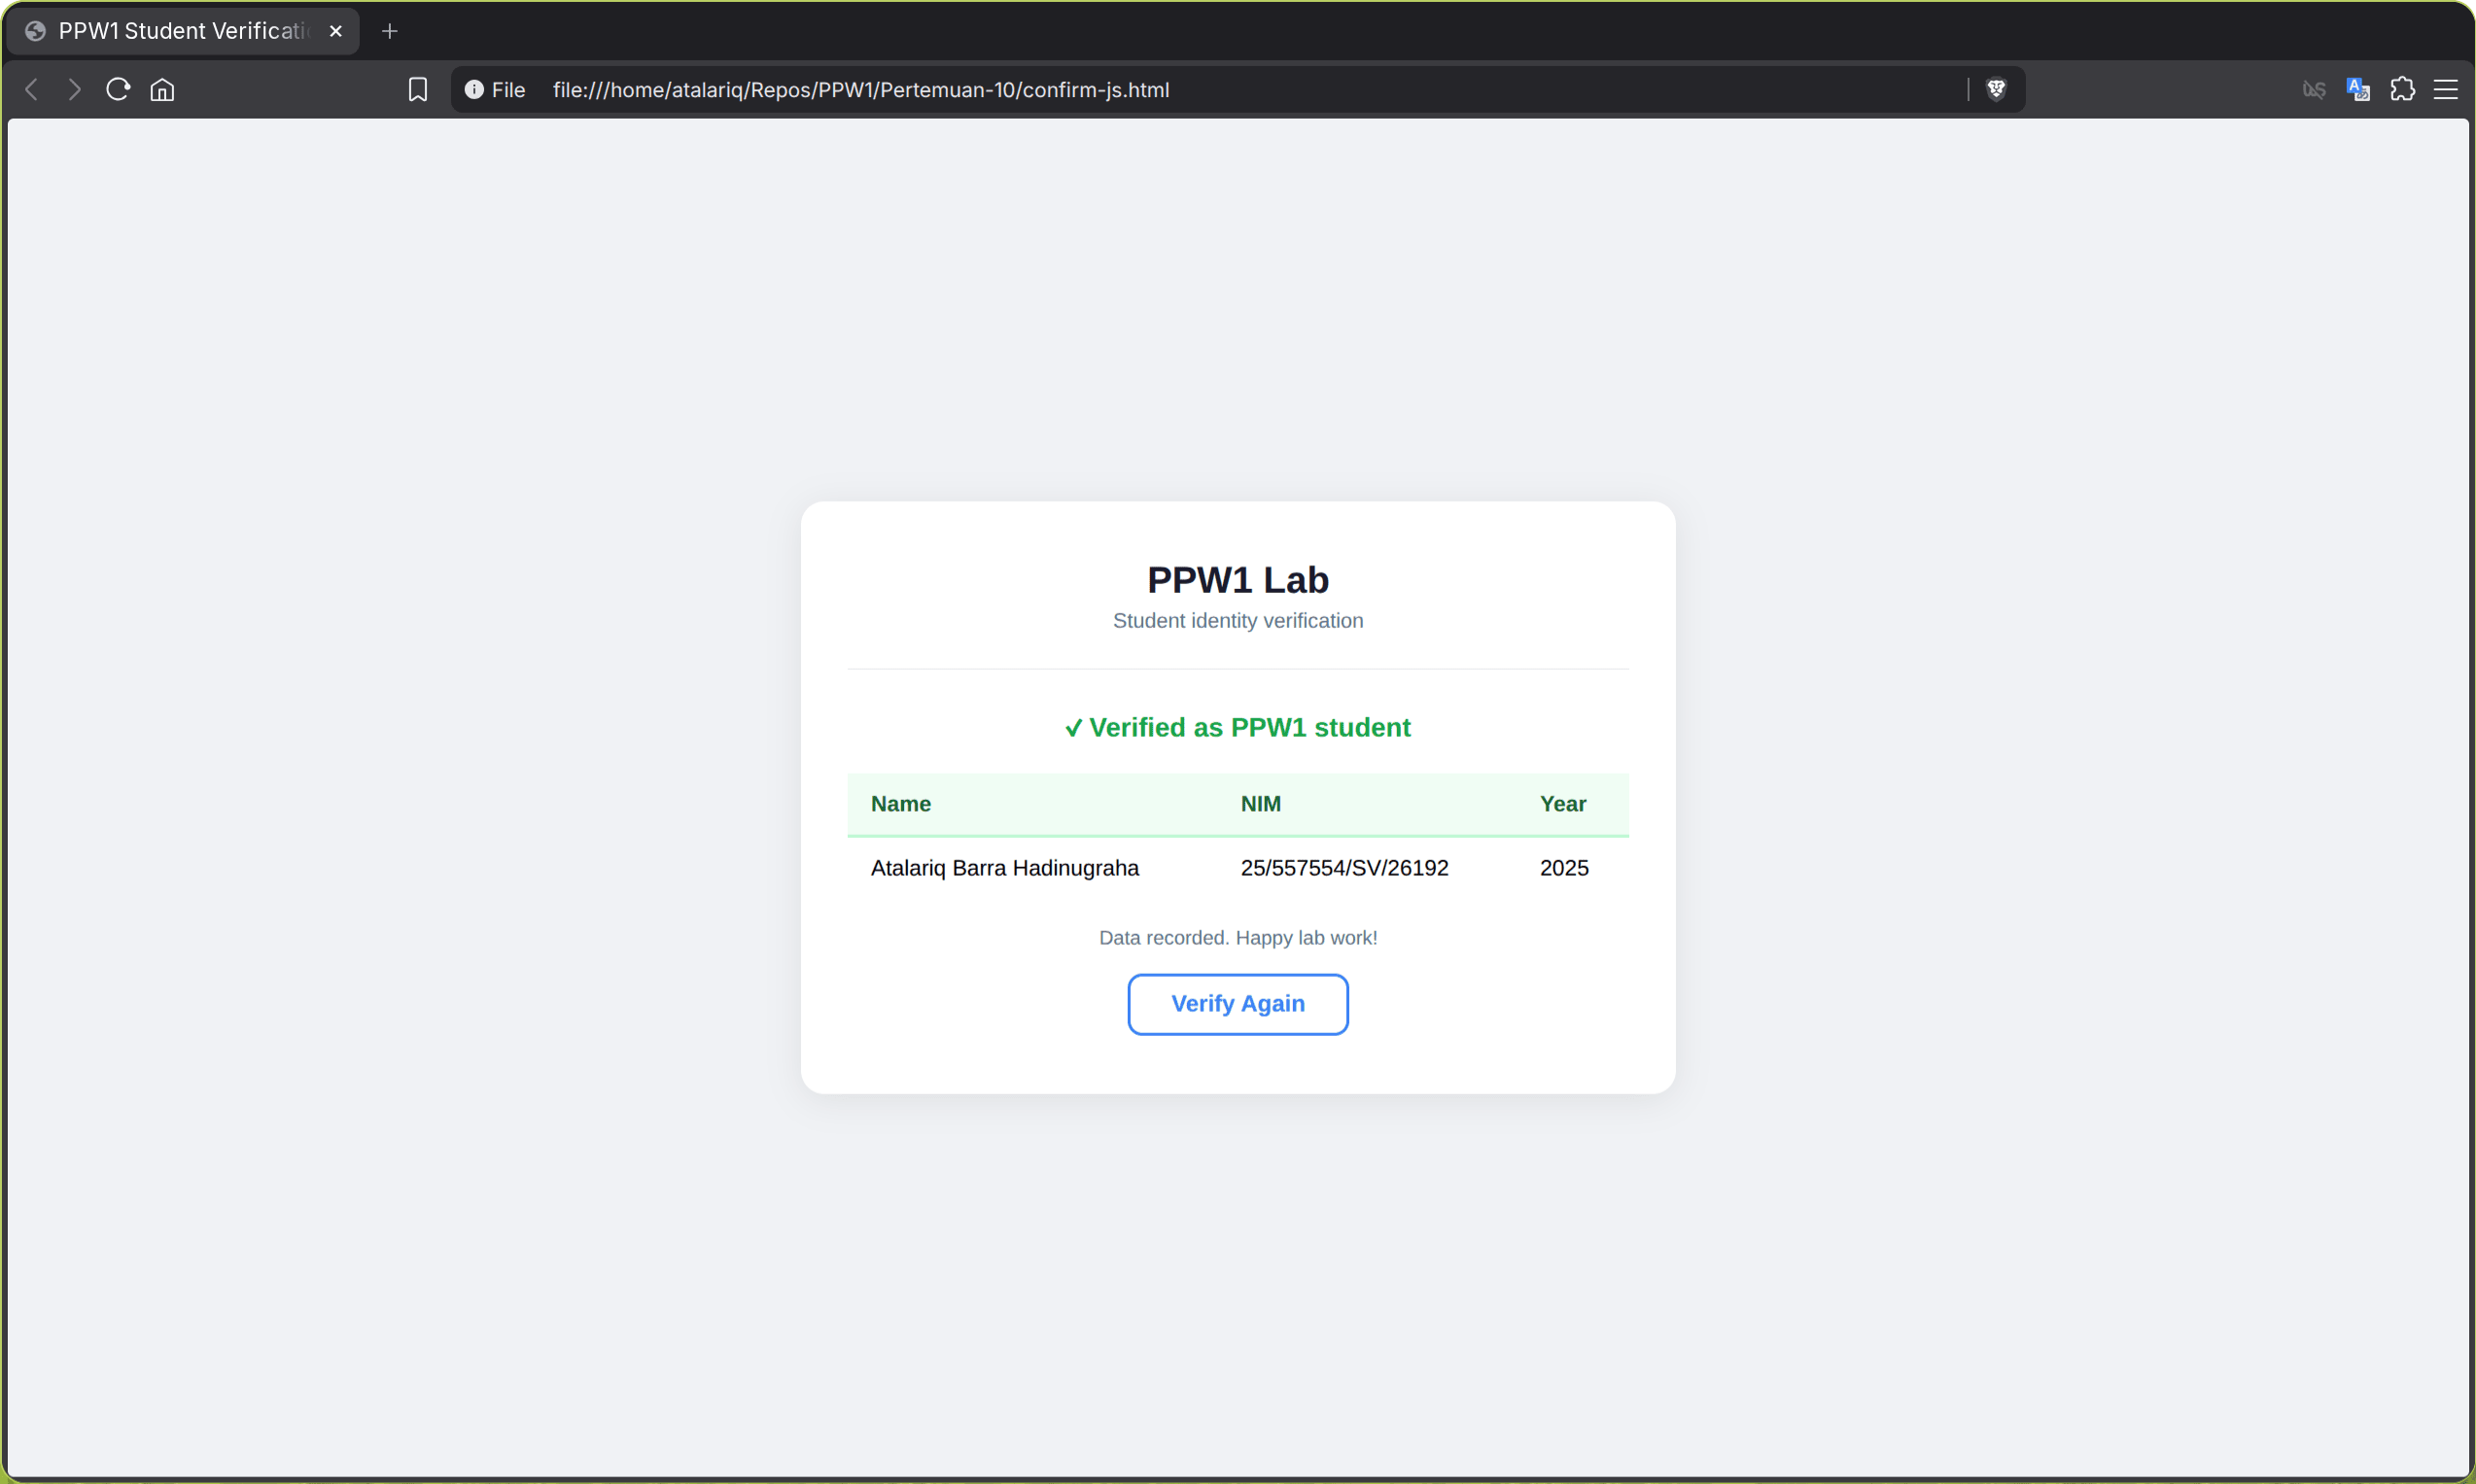 PPW1 Student Verificati
File file:///home/atalariq/Repos/PPW1/Pertemuan-10/confirm-js.html
PPW1 Lab
Student identity verification
✓ Verified as PPW1 student
Name NIM Year
Atalariq Barra Hadinugraha 25/557554/SV/26192 2025
Data recorded. Happy lab work!
Verify Again